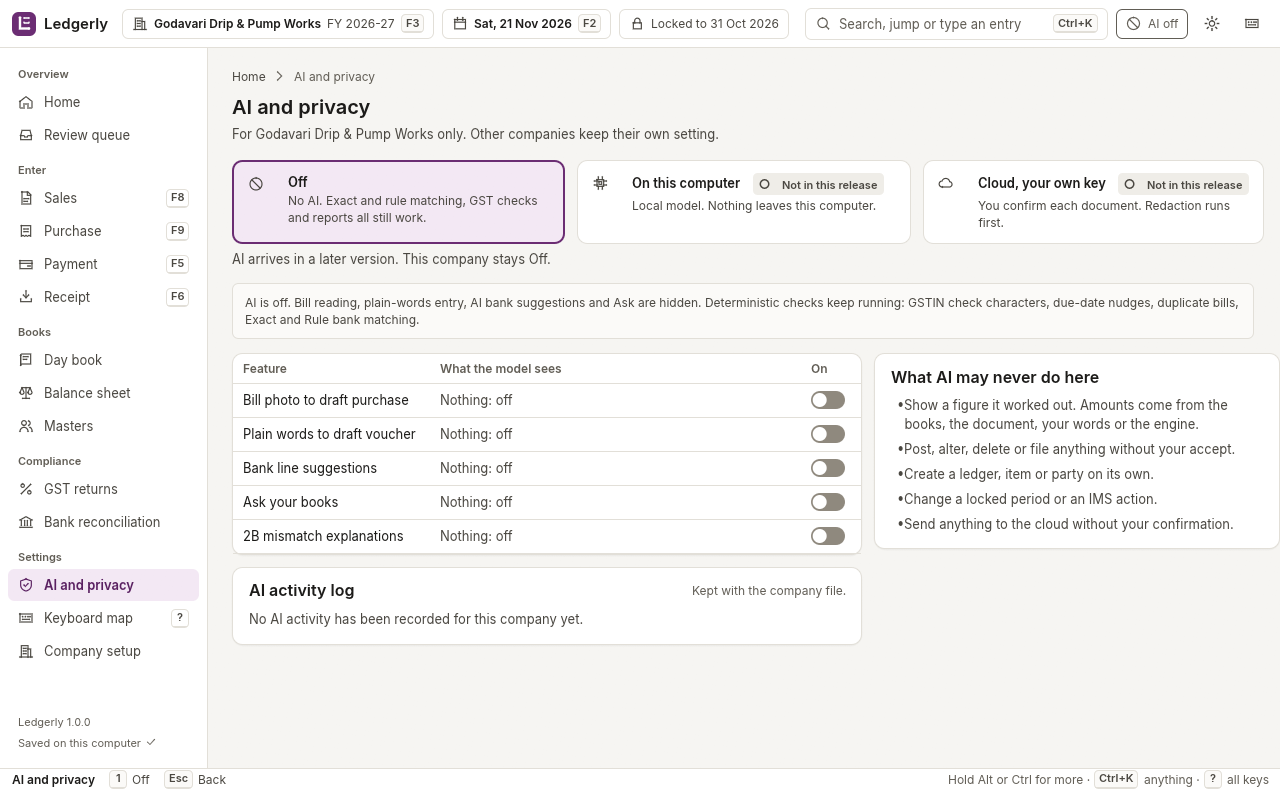 Ledgerly
Godavari Drip & Pump Works FY 2026-27 F3
Sat, 21 Nov 2026 F2
Locked to 31 Oct 2026
Search, jump or type an entry Ctrl+K
AI off
Overview
Home
Review queue
Enter
Sales F8
Purchase F9
Payment F5
Receipt F6
Books
Day book
Balance sheet
Masters
Compliance
GST returns
Bank reconciliation
Settings
AI and privacy
Keyboard map ?
Company setup
Ledgerly 1.0.0
Saved on this computer
Home AI and privacy
AI and privacy
For Godavari Drip & Pump Works only. Other companies keep their own setting.
Off
No AI. Exact and rule matching, GST checks
and reports all still work.
On this computer Not in this release
Local model. Nothing leaves this computer.
Cloud, your own key Not in this release
You confirm each document. Redaction runs
first.
AI arrives in a later version. This company stays Off.
AI is off. Bill reading, plain-words entry, AI bank suggestions and Ask are hidden. Deterministic checks keep running: GSTIN check characters, due-date nudges, duplicate bills,
Exact and Rule bank matching.
Feature What the model sees On
Bill photo to draft purchase Nothing: off
Plain words to draft voucher Nothing: off
Bank line suggestions Nothing: off
Ask your books Nothing: off
2B mismatch explanations Nothing: off
What AI may never do here
•Show a figure it worked out. Amounts come from the
books, the document, your words or the engine.
•Post, alter, delete or file anything without your accept.
•Create a ledger, item or party on its own.
•Change a locked period or an IMS action.
•Send anything to the cloud without your confirmation.
AI activity log Kept with the company file.
No AI activity has been recorded for this company yet.
AI and privacy 1 Off Esc Back
Hold Alt or Ctrl for more · Ctrl+K anything · ? all keys